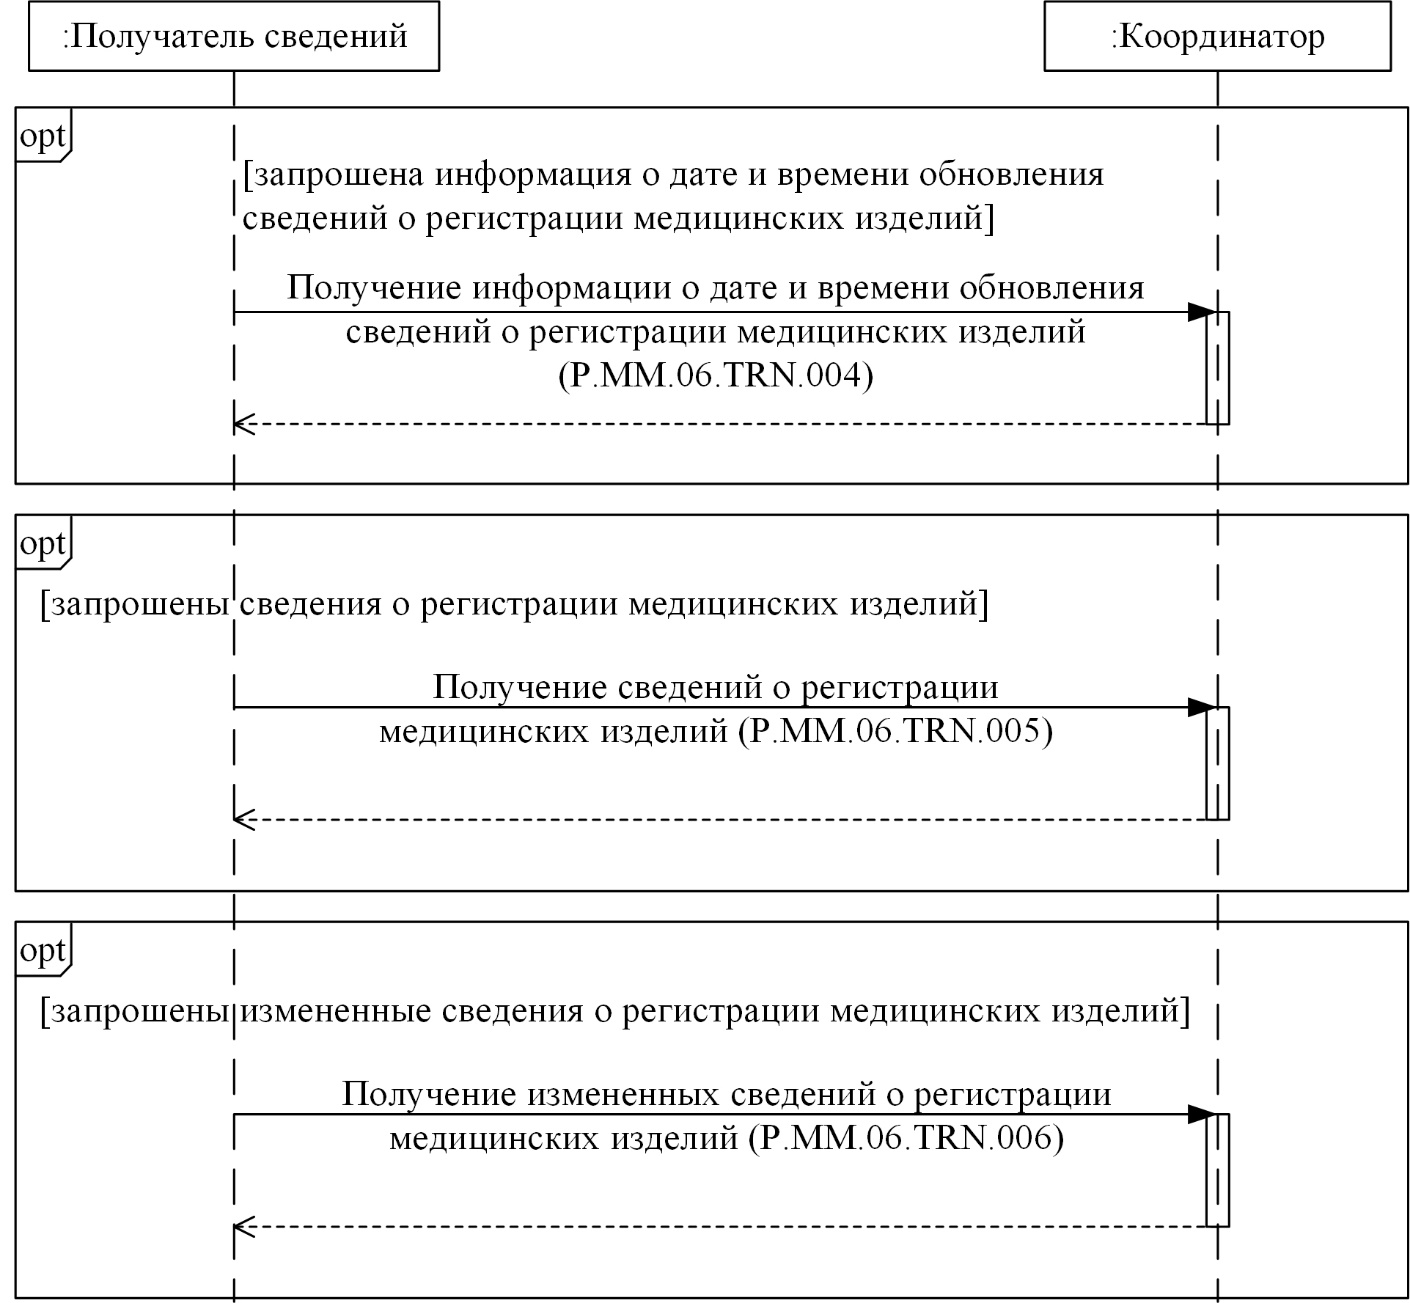 :Получатель сведений
:Координатор
opt
[запрошена информация о дате и времени обновления
сведений о регистрации медицинских изделий]
Получение информации о дате и времени обновления
сведений о регистрации медицинских изделий
(P.MM.06.TRN.004)
opt
[запрошены сведения о регистрации медицинских изделий]
Получение сведений о регистрации
медицинских изделий (P.MM.06.TRN.005)
opt
[запрошены измененные сведения о регистрации медицинских изделий]
Получение измененных сведений о регистрации
медицинских изделий (P.MM.06.TRN.006)